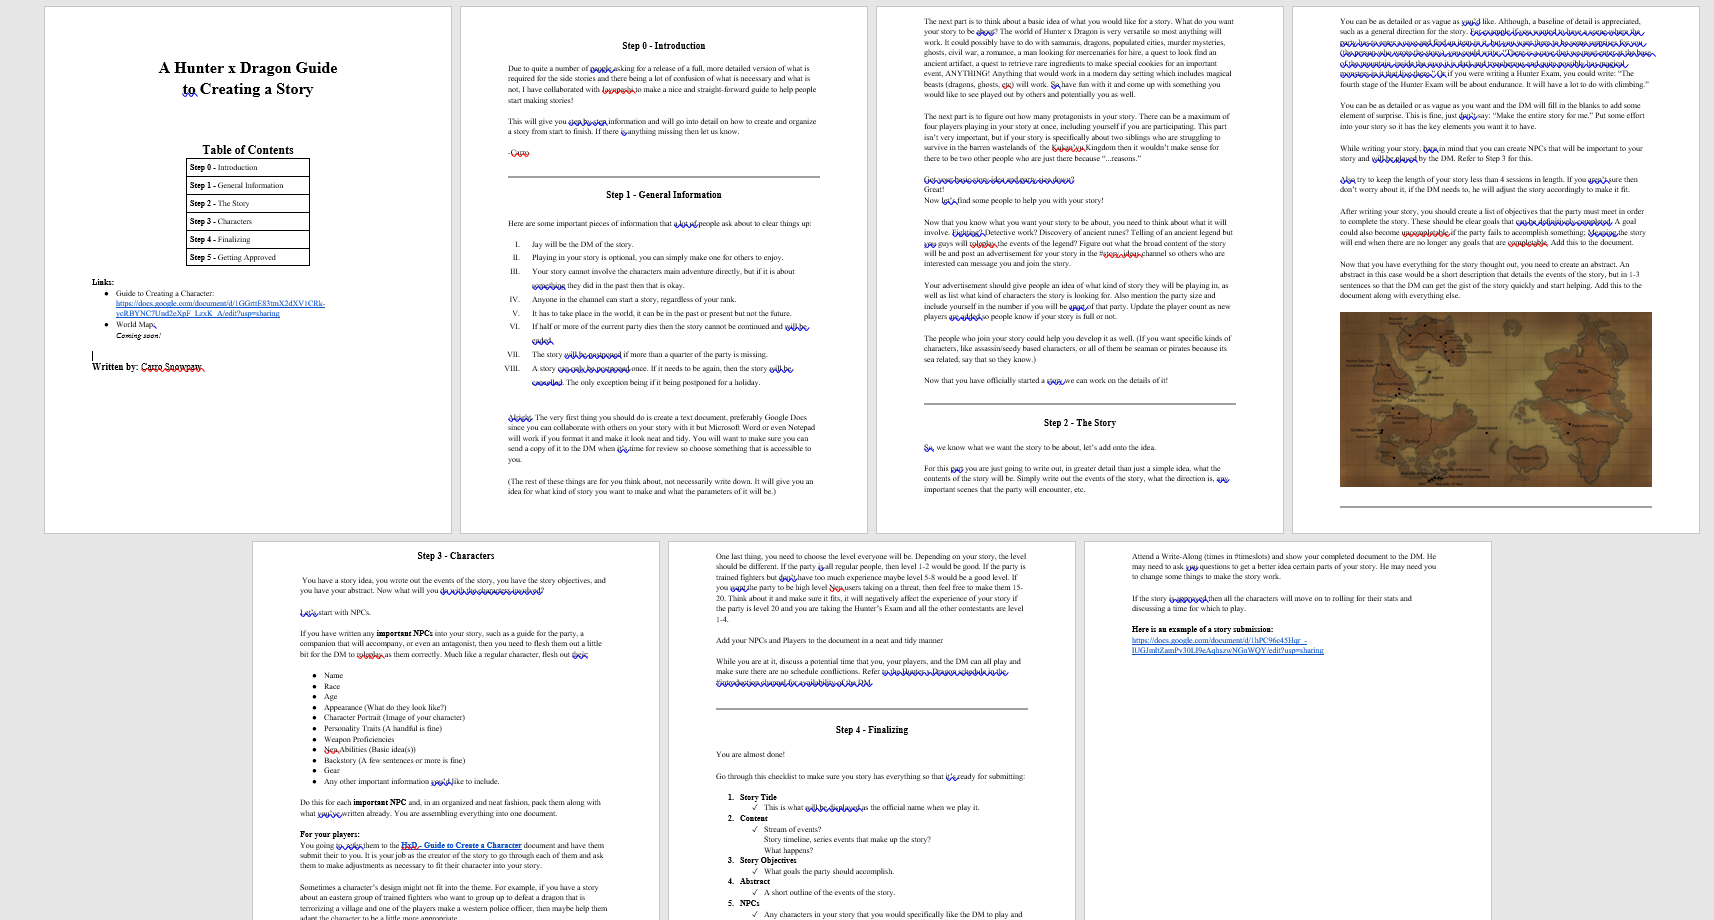 A Hunter x Dragon Guide
to Creating a Story
Table of Contents
Step 0 - Introduction
Step 1 - General Information
Step 2 - The Story
Step 3 - Characters
Step 4 - Finalizing
Step 5 - Getting Approved
Links:
● Guide to Creating a Character:
● World Map:
Coming soon!
Written by: Carro Snowpaw
Step 0 - Introduction
Due to quite a number of people asking for a release of a full, more detailed version of what is
required for the side stories and there being a lot of confusion of what is necessary and what is
not, I have collaborated with to make a nice and straight-forward guide to help people
start making stories!
This will give you step by step information and will go into detail on how to create and organize
a story from start to finish. If there is anything missing then let us know.
-Carro
Step 1 - General Information
Here are some important pieces of information that a lot of people ask about to clear things up:
I. Jay will be the DM of the story.
II. Playing in your story is optional, you can simply make one for others to enjoy.
III. Your story cannot involve the characters main adventure directly, but if it is about
something they did in the past then that is okay.
IV. Anyone in the channel can start a story, regardless of your rank.
V. It has to take place in the world, it can be in the past or present but not the future.
VI. If half or more of the current party dies then the story cannot be continued and will be
ended.
VII. The story will be postponed if more than a quarter of the party is missing.
VIII. A story can only be postponed once. If it needs to be again, then the story will be
cancelled. The only exception being if it being postponed for a holiday.
Alright. The very first thing you should do is create a text document, preferably Google Docs
since you can collaborate with others on your story with it but Microsoft Word or even Notepad
will work if you format it and make it look neat and tidy. You will want to make sure you can
send a copy of it to the DM when it's time for review so choose something that is accessible to
you.
(The rest of these things are for you think about, not necessarily write down. It will give you an
idea for what kind of story you want to make and what the parameters of it will be.)
The next part is to think about a basic idea of what you would like for a story. What do you want
your story to be about? The world of Hunter x Dragon is very versatile so most anything will
work. It could possibly have to do with samurais, dragons, populated cities, murder mysteries,
ghosts, civil war, a romance, a man looking for mercenaries for hire, a quest to look find an
ancient artifact, a quest to retrieve rare ingredients to make special cookies for an important
event, ANYTHING! Anything that would work in a modern day setting which includes magical
beasts (dragons, ghosts, etc) will work. So have fun with it and come up with something you
would like to see played out by others and potentially you as well.
The next part is to figure out how many protagonists in your story. There can be a maximum of
four players playing in your story at once, including yourself if you are participating. This part
isn't very important, but if your story is specifically about two siblings who are struggling to
survive in the barren wastelands of the Kingdom then it wouldn't make sense for
there to be two other people who are just there because "...reasons."
Got your basic story idea and party size down?
Great!
Now let's find some people to help you with your story!
Now that you know what you want your story to be about, you need to think about what it will
involve. Fighting? Detective work? Discovery of ancient runes? Telling of an ancient legend but
you guys will roleplay the events of the legend? Figure out what the broad content of the story
will be and post an advertisement for your story in the #story_ideas channel so others who are
interested can message you and join the story.
Your advertisement should give people an idea of what kind of story they will be playing in, as
well as list what kind of characters the story is looking for. Also mention the party size and
include yourself in the number if you will be apart of that party. Update the player count as new
players are added so people know if your story is full or not.
The people who join your story could help you develop it as well. (If you want specific kinds of
characters, like assassin/seedy based characters, or all of them be seaman or pirates because its
sea related, say that so they know.)
Now that you have officially started a story we can work on the details of it!
Step 2 - The Story
So, we know what we want the story to be about, let's add onto the idea.
For this part you are just going to write out, in greater detail than just a simple idea, what the
contents of the story will be. Simply write out the events of the story, what the direction is, any
important scenes that the party will encounter, etc.
You can be as detailed or as vague as you'd like. Although, a baseline of detail is appreciated,
such as a general direction for the story. For example if you wanted to have a scene where the
party has to enter a cave and find an item in it, but you want there to be some surprises for you
(the person who wrote the story), you could write: "There is a cave that we must enter at the base
of the mountain, inside the cave it is dark and treacherous and quite possibly has magical
monsters in it that live there." Or if you were writing a Hunter Exam, you could write: "The
fourth stage of the Hunter Exam will be about endurance. It will have a lot to do with climbing."
You can be as detailed or as vague as you want and the DM will fill in the blanks to add some
element of surprise. This is fine, just don't say: "Make the entire story for me." Put some effort
into your story so it has the key elements you want it to have.
While writing your story, bare in mind that you can create NPCs that will be important to your
story and will be played by the DM. Refer to Step 3 for this.
Also try to keep the length of your story less than 4 sessions in length. If you aren't sure then
don't worry about it, if the DM needs to, he will adjust the story accordingly to make it fit.
After writing your story, you should create a list of objectives that the party must meet in order
to complete the story. These should be clear goals that can be definitively completed. A goal
could also become uncompletable if the party fails to accomplish something; Meaning the story
will end when there are no longer any goals that are completable. Add this to the document.
Now that you have everything for the story thought out, you need to create an abstract. An
abstract in this case would be a short description that details the events of the story, but in 1-3
sentences so that the DM can get the gist of your story quickly and start helping. Add this to the
document along with everything else.
Step 3 - Characters
You have a story idea, you wrote out the events of the story, you have the story objectives, and
you have your abstract. Now what will you do with the characters involved?
Let's start with NPCs.
If you have written any important NPCs into your story, such as a guide for the party, a
companion that will accompany, or even an antagonist, then you need to flesh them out a little
bit for the DM to roleplay as them correctly. Much like a regular character, flesh out their:
● Name
● Race
● Age
● Appearance (What do they look like?)
● Character Portrait (Image of your character)
● Personality Traits (A handful is fine)
● Weapon Proficiencies
● Nen Abilities (Basic idea(s))
● Backstory (A few sentences or more is fine)
● Gear
● Any other important information you'd like to include.
Do this for each important NPC and, in an organized and neat fashion, pack them along with
what you've written already. You are assembling everything into one document.
For your players:
You going to, refer them to the HxD - Guide to Create a Character document and have them
submit their to you. It is your job as the creator of the story to go through each of them and ask
them to make adjustments as necessary to fit their character into your story.
Sometimes a character's design might not fit into the theme. For example, if you have a story
about an eastern group of trained fighters who want to group up to defeat a dragon that is
terrorizing a village and one of the players make a western police officer, then maybe help them
adapt the character to be a little more appropriate.
One last thing, you need to choose the level everyone will be. Depending on your story, the level
should be different. If the party is all regular people, then level 1-2 would be good. If the party is
trained fighters but don't have too much experience maybe level 5-8 would be a good level. If
you want the party to be high level Nen users taking on a threat, then feel free to make them 15-
20. Think about it and make sure it fits, it will negatively affect the experience of your story if
the party is level 20 and you are taking the Hunter's Exam and all the other contestants are level
1-4.
Add your NPCs and Players to the document in a neat and tidy manner
While you are at it, discuss a potential time that you, your players, and the DM can all play and
make sure there are no schedule conflictions. Refer to the Hunter x Dragon schedule in the
#introduction channel for availability of the DM.
Step 4 - Finalizing
You are almost done!
Go through this checklist to make sure you story has everything so that it's ready for submitting:
1. Story Title
✓ This is what will be displayed as the official name when we play it.
2. Content
✓ Stream of events?
Story timeline, series events that make up the story?
What happens?
3. Story Objectives
✓ What goals the party should accomplish.
4. Abstract
✓ A short outline of the events of the story.
5. NPCs
✓ Any characters in your story that you would specifically like the DM to play and
Attend a Write-Along (times in #timeslots) and show your completed document to the DM. He
may need to ask you questions to get a better idea certain parts of your story. He may need you
to change some things to make the story work.
If the story is approved then all the characters will move on to rolling for their stats and
discussing a time for which to play.
Here is an example of a story submission: